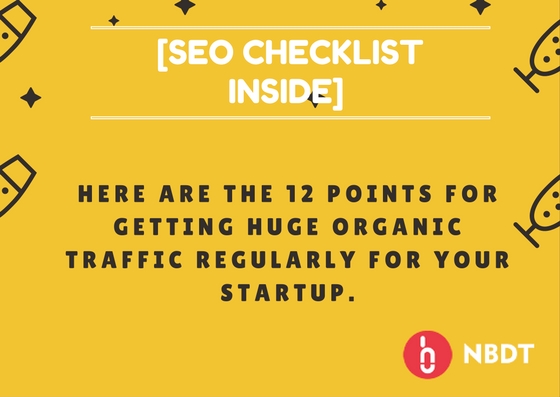 [SEO CHECKLIST
INSIDE]
HERE ARE THE 12 POINTS FOR
GETTING HUGE ORGANIC
TRAFFIC REGULARLY FOR YOUR
STARTUP.
NBDT